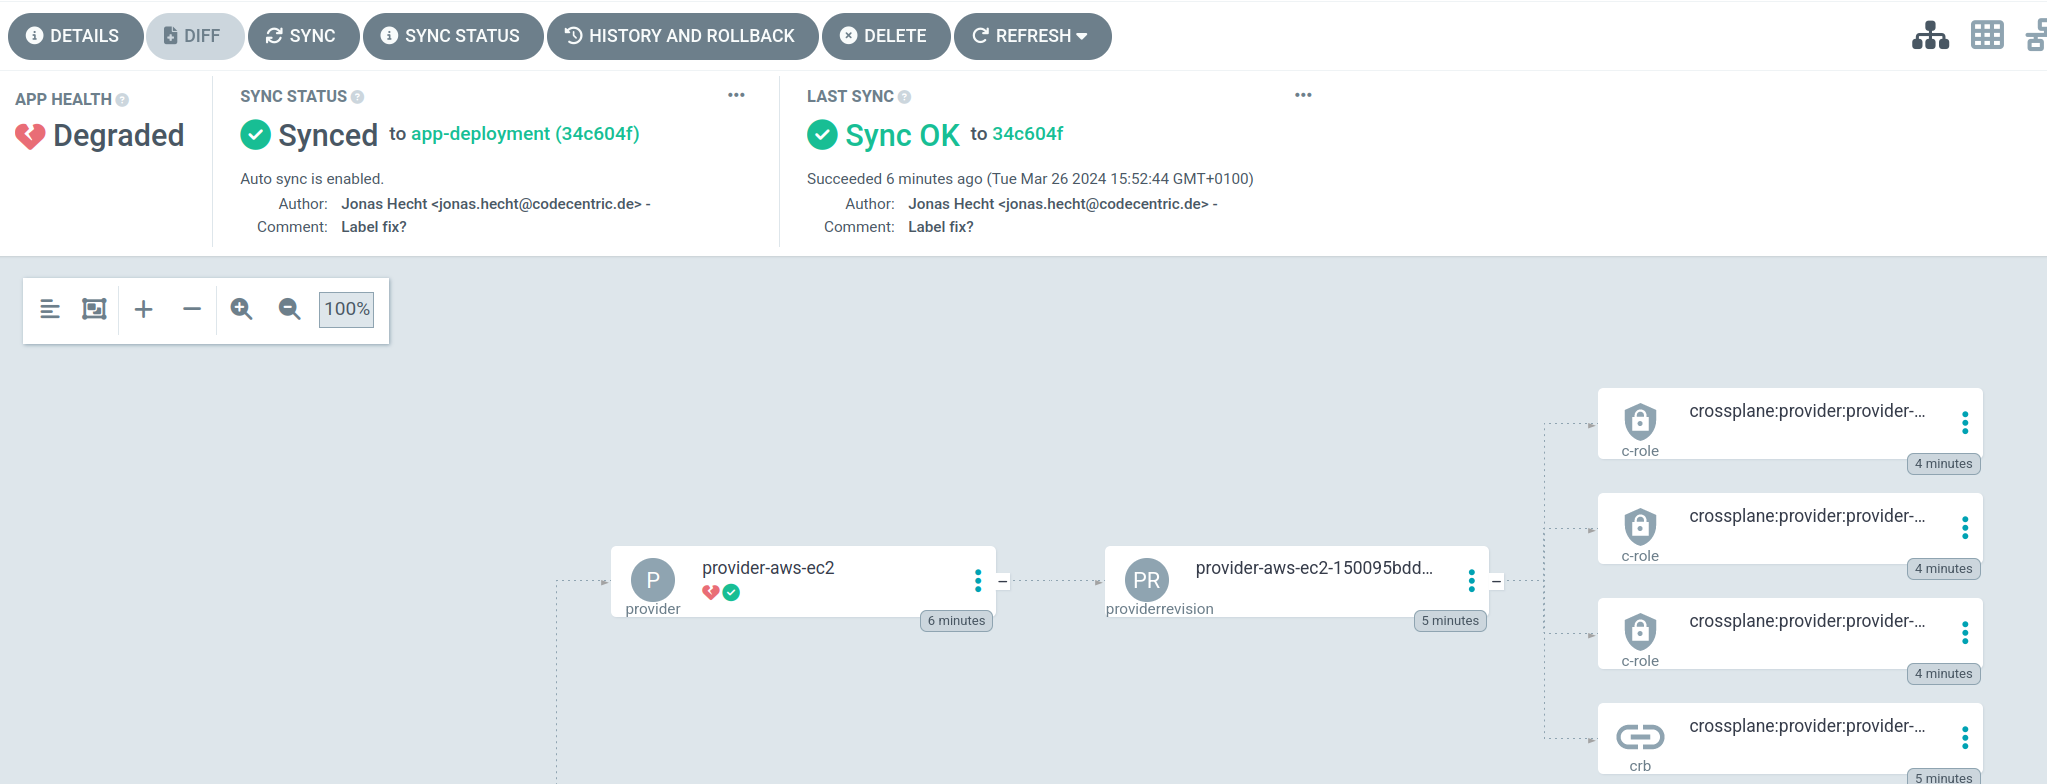 DETAILS DIFF SYNC SYNC STATUS HISTORY AND ROLLBACK DELETE REFRESH
APP HEALTH
Degraded
SYNC STATUS
Synced to app-deployment (34c604f)
Auto sync is enabled.
Author: Jonas Hecht <jonas.hecht@codecentric.de> -
Comment: Label fix?
LAST SYNC
Sync OK to 34c604f
Succeeded 6 minutes ago (Tue Mar 26 2024 15:52:44 GMT+0100)
Author: Jonas Hecht <jonas.hecht@codecentric.de> -
Comment: Label fix?
100%
P
provider
provider-aws-ec2
6 minutes
PR
providerrevision
provider-aws-ec2-150095bdd...
5 minutes
crossplane:provider:provider-...
c-role
4 minutes
crossplane:provider:provider-...
c-role
4 minutes
crossplane:provider:provider-...
c-role
4 minutes
crossplane:provider:provider-...
crb
5 minutes